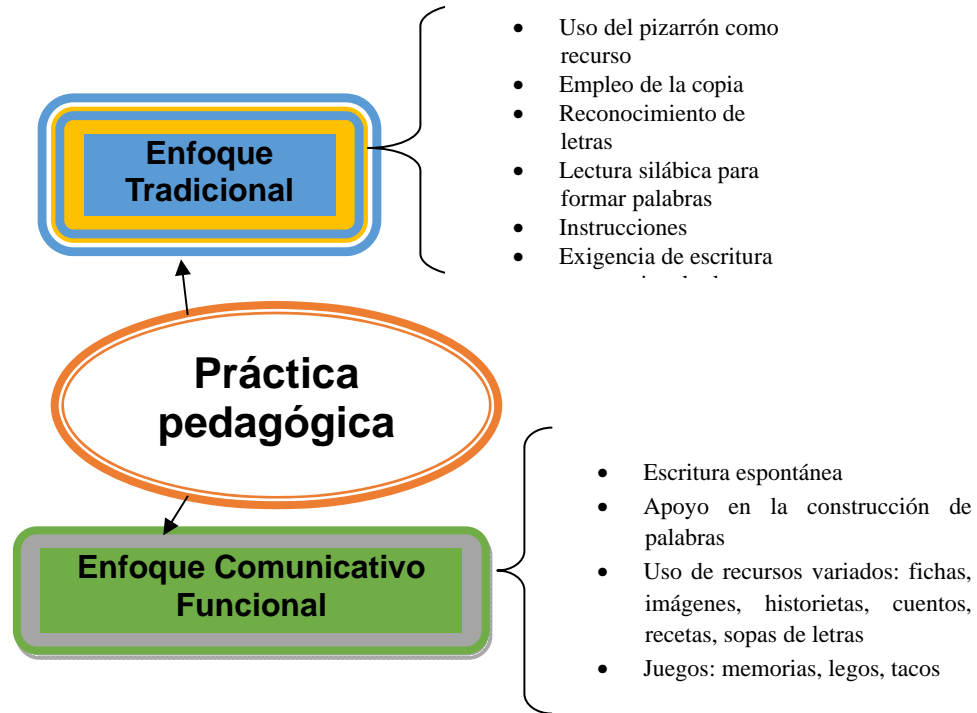 • Uso del pizarrón como
recurso
• Empleo de la copia
• Reconocimiento de
letras
• Lectura silábica para
formar palabras
• Instrucciones
• Exigencia de escritura
Enfoque
Tradicional
Práctica
pedagógica
Enfoque Comunicativo
Funcional
• Escritura espontánea
• Apoyo en la construcción de
palabras
• Uso de recursos variados: fichas,
imágenes, historietas, cuentos,
recetas, sopas de letras
• Juegos: memorias, legos, tacos